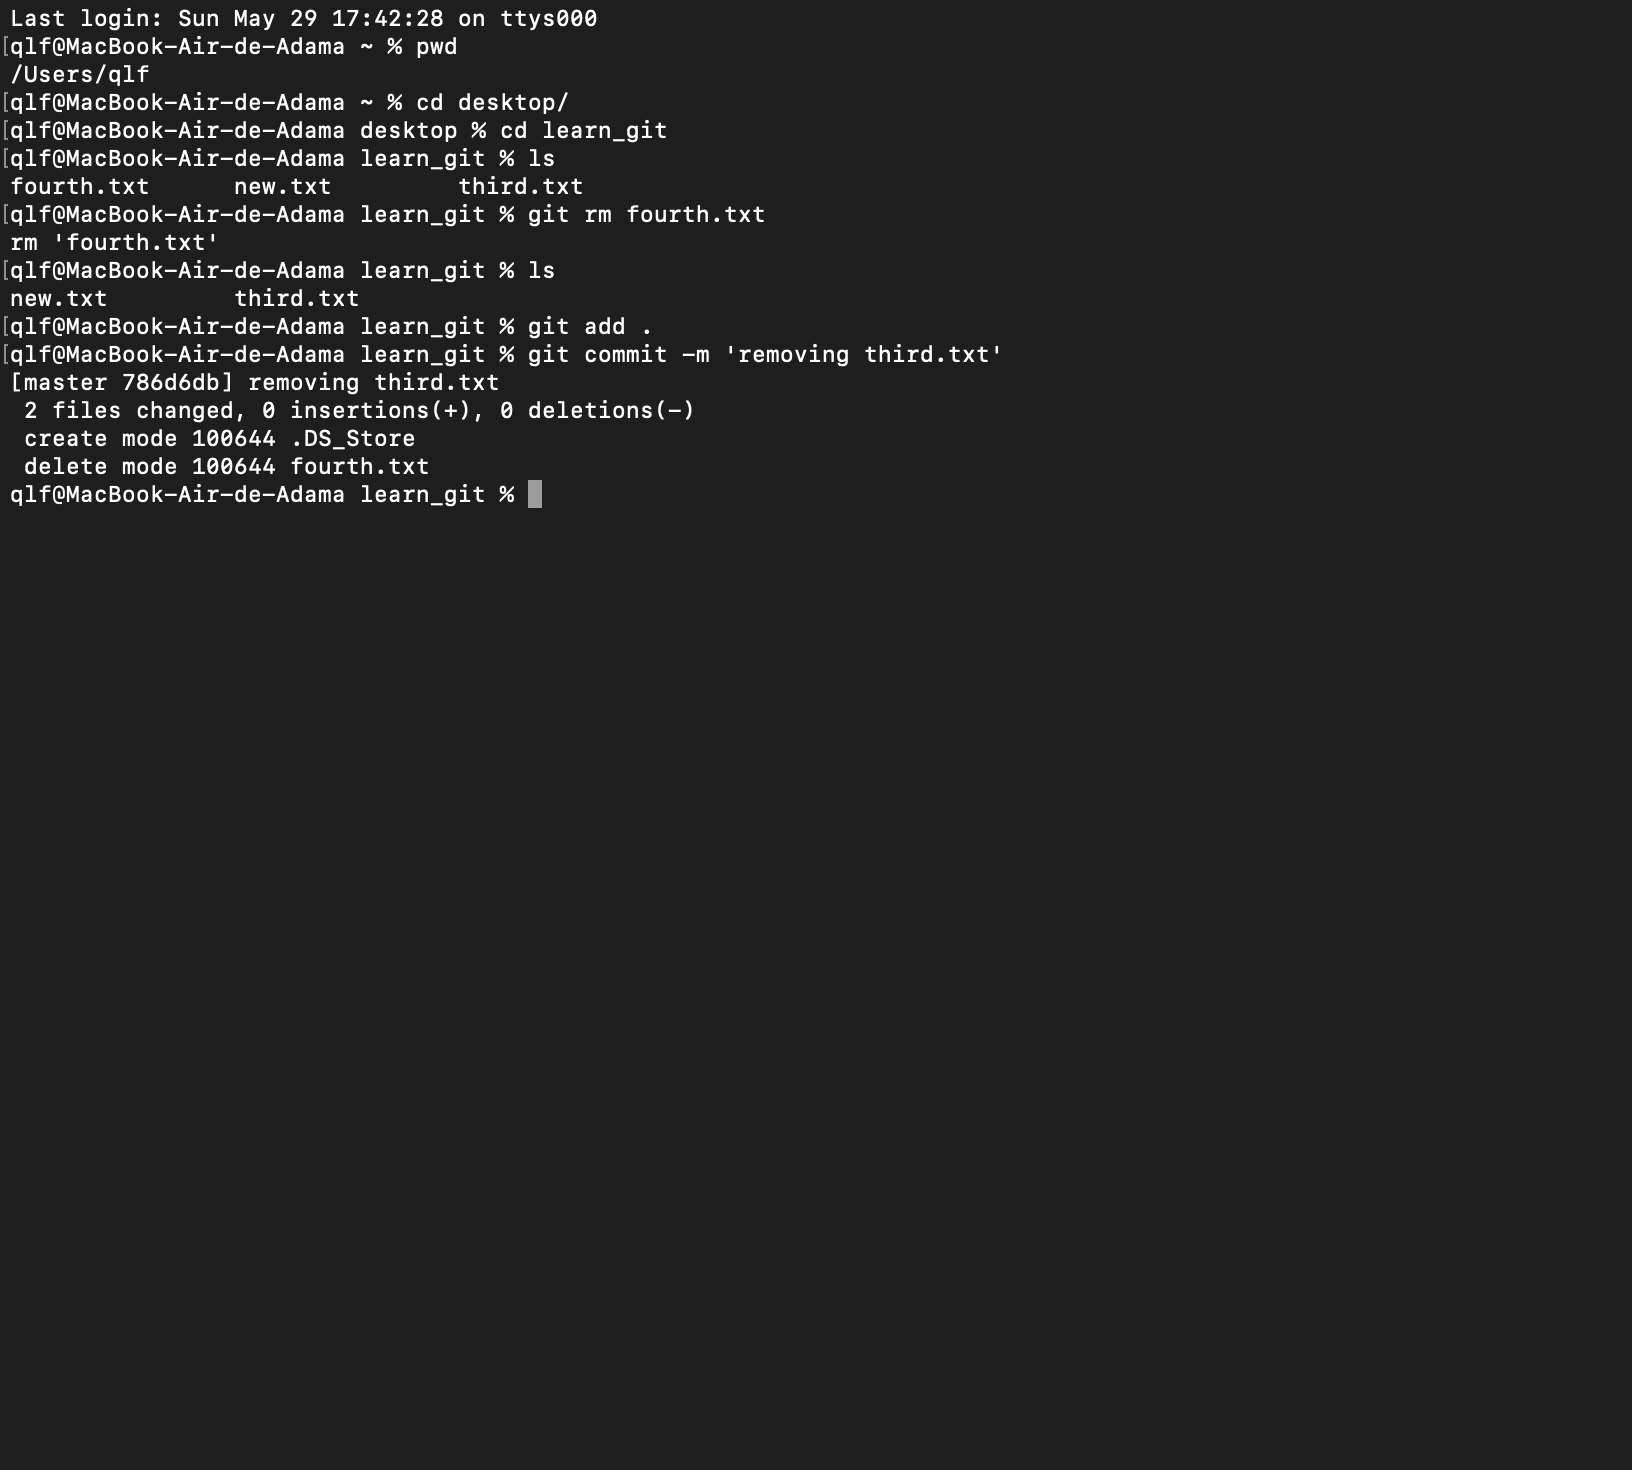 Last login: Sun May 29 17:42:28 on ttys000
[qlf@MacBook-Air-de-Adama ~ % pwd
/Users/qlf
[qlf@MacBook-Air-de-Adama ~ % cd desktop/
[qlf@MacBook-Air-de-Adama desktop % cd learn_git
[qlf@MacBook-Air-de-Adama learn_git % ls
fourth.txt      new.txt         third.txt
[qlf@MacBook-Air-de-Adama learn_git % git rm fourth.txt
rm 'fourth.txt'
[qlf@MacBook-Air-de-Adama learn_git % ls
new.txt         third.txt
[qlf@MacBook-Air-de-Adama learn_git % git add .
[qlf@MacBook-Air-de-Adama learn_git % git commit -m 'removing third.txt'
[master 786d6db] removing third.txt
 2 files changed, 0 insertions(+), 0 deletions(-)
 create mode 100644 .DS_Store
 delete mode 100644 fourth.txt
qlf@MacBook-Air-de-Adama learn_git %